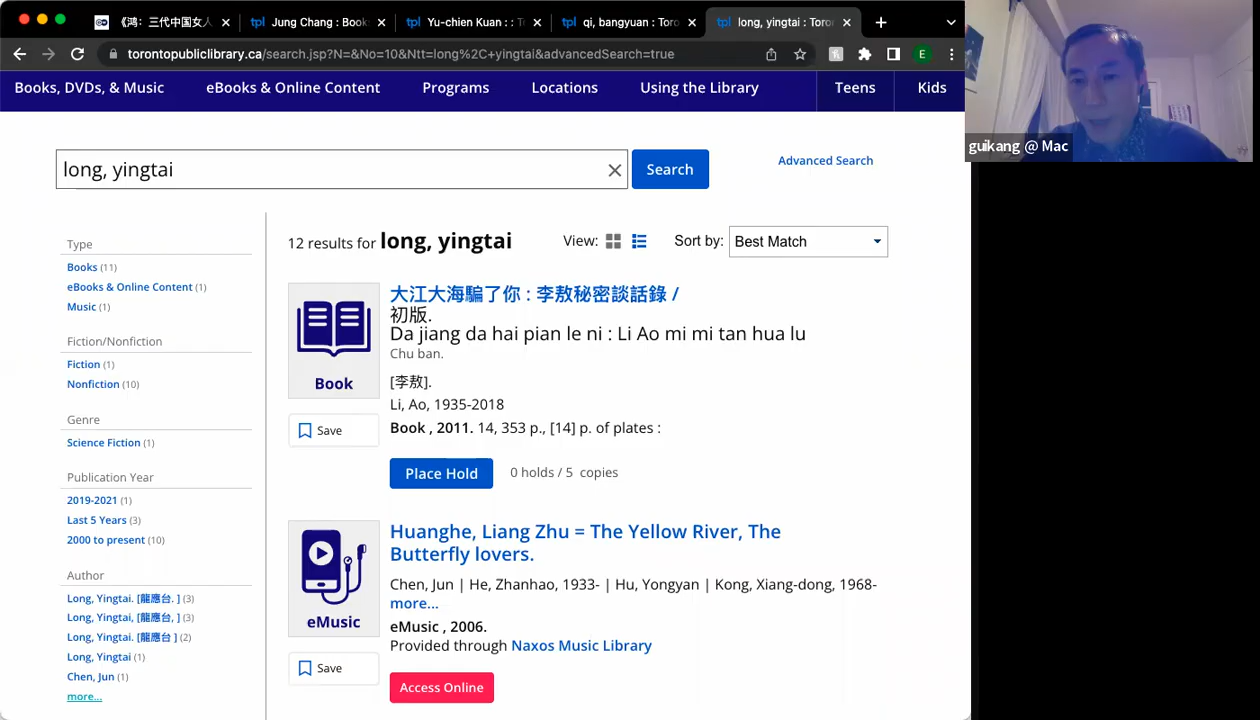 《鸿：三代中国女人
tpl
Jung Chang : Book
tpl
Yu-chien Kuan : : T
tpl
qi, bangyuan : Toro
tpl
long, yingtai : Toro
torontopubliclibrary.ca/search.jsp?N=&No=10&Ntt=long%2C+yingtai&advancedSearch=true
E
Books, DVDs, & Music
eBooks & Online Content
Programs
Locations
Using the Library
Teens
Kids
guikang @ Mac
long, yingtai
Search
Advanced Search
12 results for long, yingtai
View:
Sort by:
Best Match
Type
Books (11)
eBooks & Online Content (1)
Music (1)
Fiction/Nonfiction
Fiction (1)
Nonfiction (10)
Genre
Science Fiction (1)
Publication Year
2019-2021 (1)
Last 5 Years (3)
2000 to present (10)
Author
Long, Yingtai. [龍應台. ] (3)
Long, Yingtai, [龍應台, ] (3)
Long, Yingtai. [龍應台 ] (2)
Long, Yingtai (1)
Chen, Jun (1)
more...
Book
Save
大江大海騙了你 : 李敖秘密談話錄 /
初版.
Da jiang da hai pian le ni : Li Ao mi mi tan hua lu
Chu ban.
[李敖].
Li, Ao, 1935-2018
Book , 2011. 14, 353 p., [14] p. of plates :
Place Hold
0 holds / 5 copies
eMusic
Save
Huanghe, Liang Zhu = The Yellow River, The
Butterfly lovers.
Chen, Jun | He, Zhanhao, 1933- | Hu, Yongyan | Kong, Xiang-dong, 1968-
more...
eMusic , 2006.
Provided through Naxos Music Library
Access Online